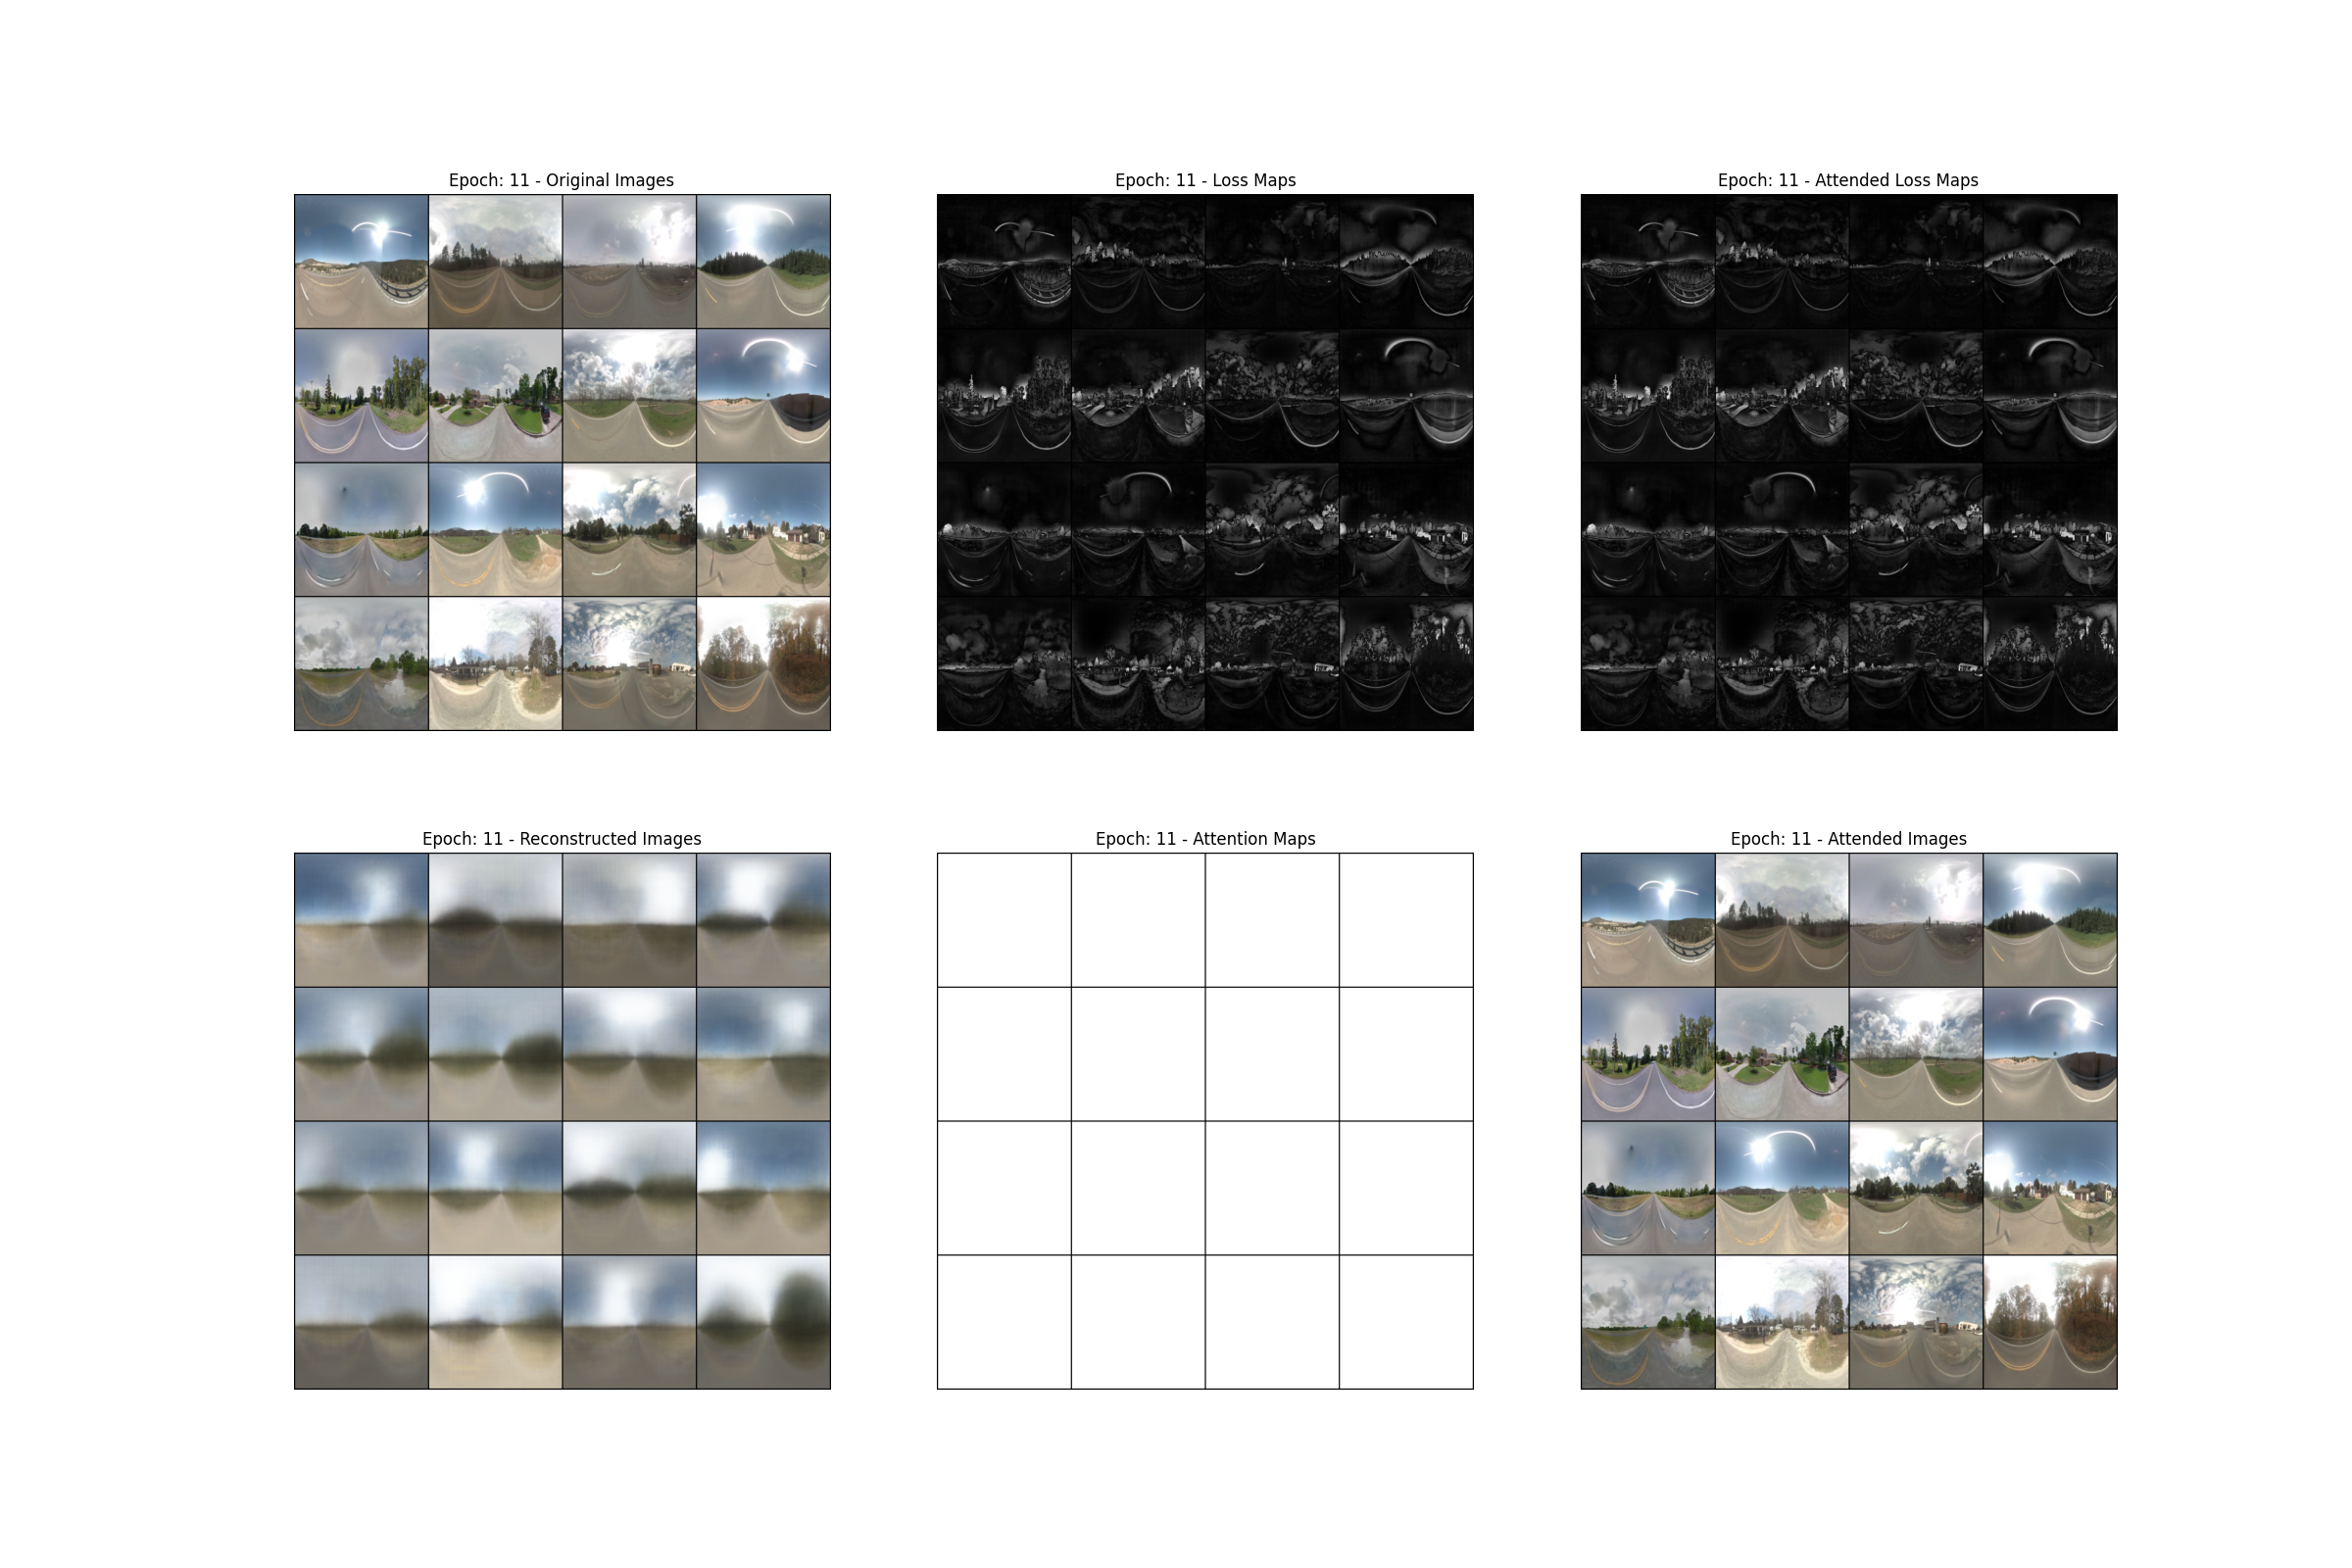 Epoch: 11 - Original Images
Epoch: 11 - Loss Maps
Epoch: 11 - Attended Loss Maps
Epoch: 11 - Reconstructed Images
Epoch: 11 - Attention Maps
Epoch: 11 - Attended Images